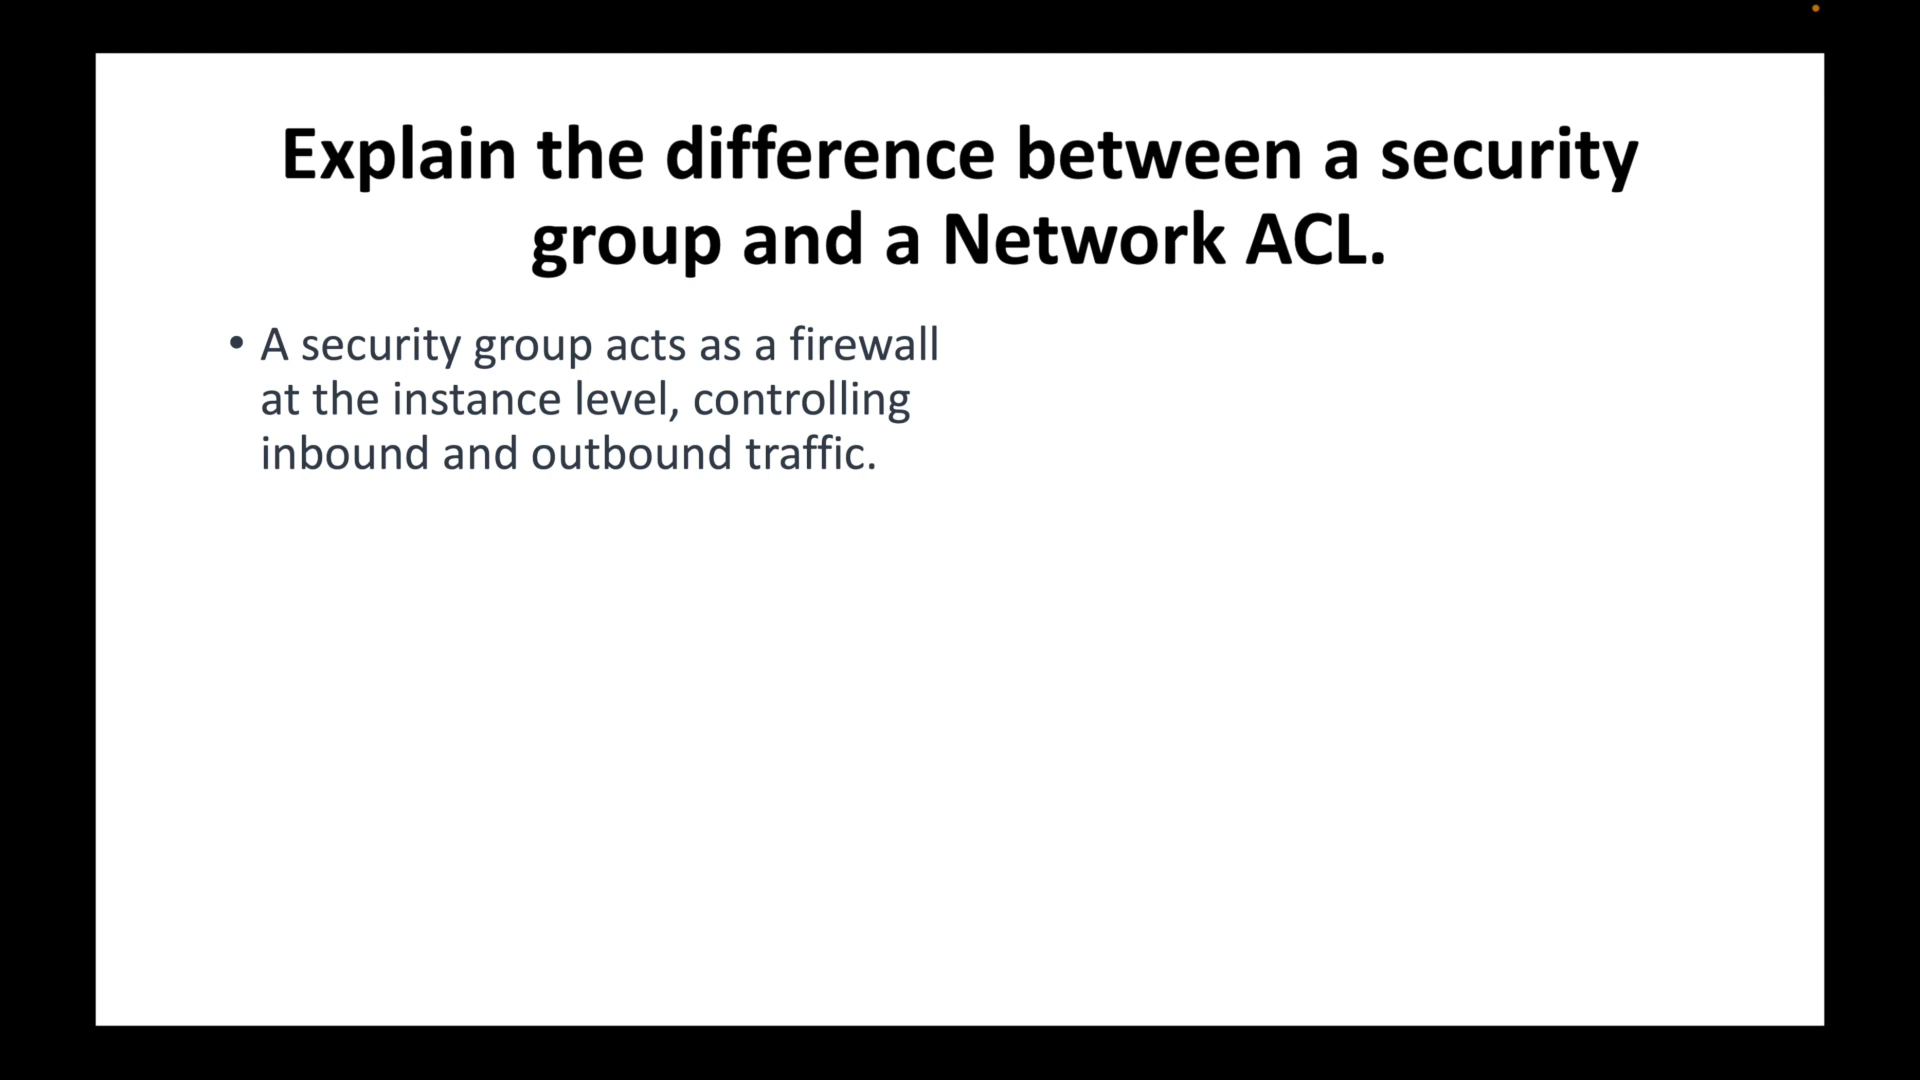 Explain the difference between a security
group and a Network ACL.
• A security group acts as a firewall
at the instance level, controlling
inbound and outbound traffic.